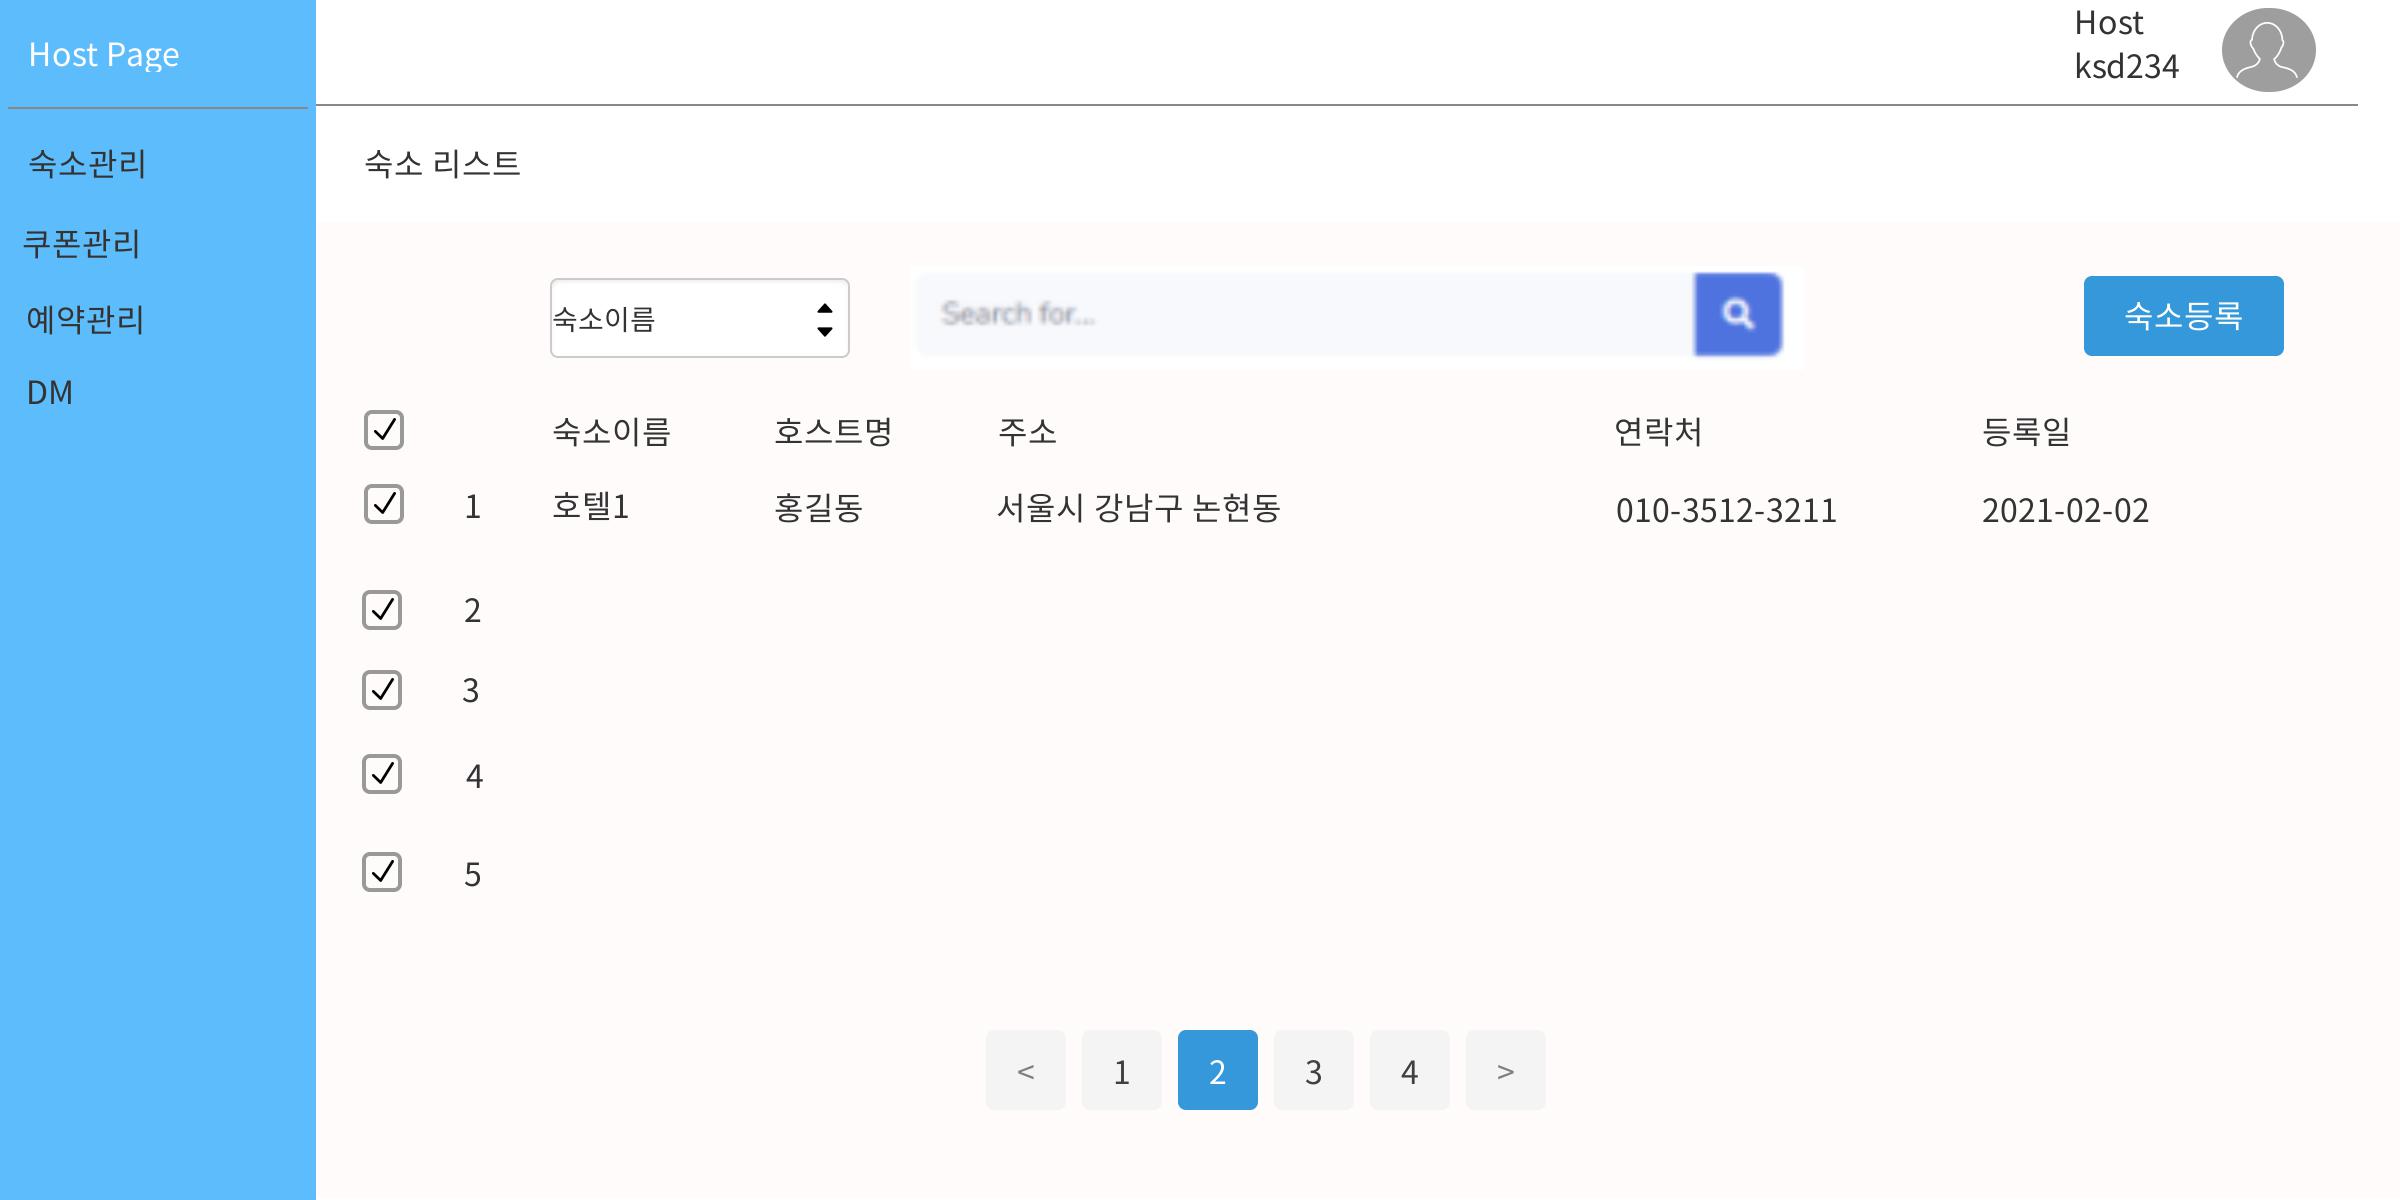 Host Page
Host
ksd234
숙소관리
쿠폰관리
예약관리
DM
숙소 리스트
숙소이름
Search for...
숙소등록
숙소이름 호스트명 주소 연락처 등록일
1 호텔1 홍길동 서울시 강남구 논현동 010-3512-3211 2021-02-02
2
3
4
5
< 1 2 3 4 >